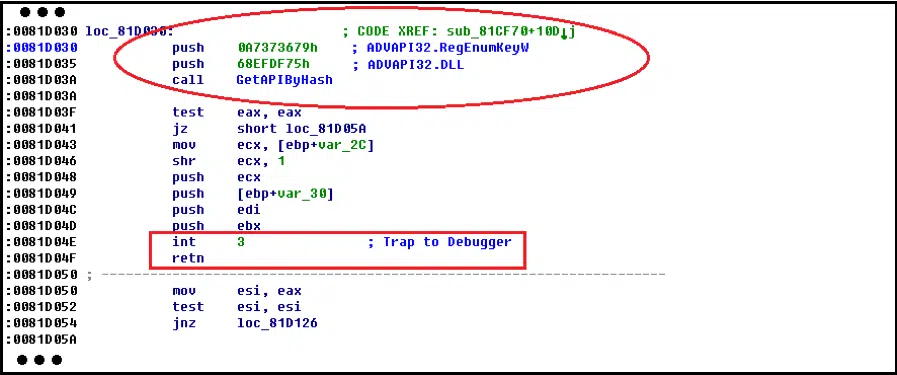 :0081D030 loc_81D030: ; CODE XREF: sub_81CF70+10D↓j
:0081D030 push 0A7373679h ; ADVAPI32.RegEnumKeyW
:0081D035 push 68EFDF75h ; ADVAPI32.DLL
:0081D03A call GetAPIByHash
:0081D03A
:0081D03F test eax, eax
:0081D041 jz short loc_81D05A
:0081D043 mov ecx, [ebp+var_2C]
:0081D046 shr ecx, 1
:0081D048 push ecx
:0081D049 push [ebp+var_30]
:0081D04C push edi
:0081D04D push ebx
:0081D04E int 3 ; Trap to Debugger
:0081D04F retn
:0081D050 ; ---------------------------------------------------------------
:0081D050 mov esi, eax
:0081D052 test esi, esi
:0081D054 jnz loc_81D126
:0081D05A